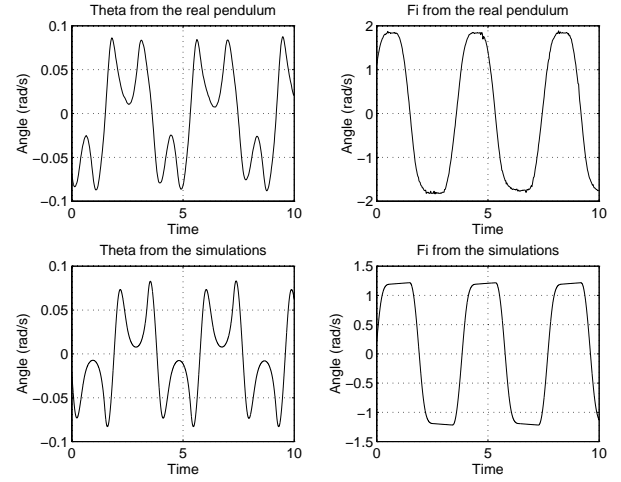 Theta from the real pendulum
0.1
0.05
0
−0.05
−0.1
Angle (rad/s)
0
5
10
Time
Fi from the real pendulum
2
1
0
−1
−2
Angle (rad/s)
0
5
10
Time
Theta from the simulations
0.1
0.05
0
−0.05
−0.1
Angle (rad/s)
0
5
10
Time
Fi from the simulations
1.5
1
0.5
0
−0.5
−1
−1.5
Angle (rad/s)
0
5
10
Time